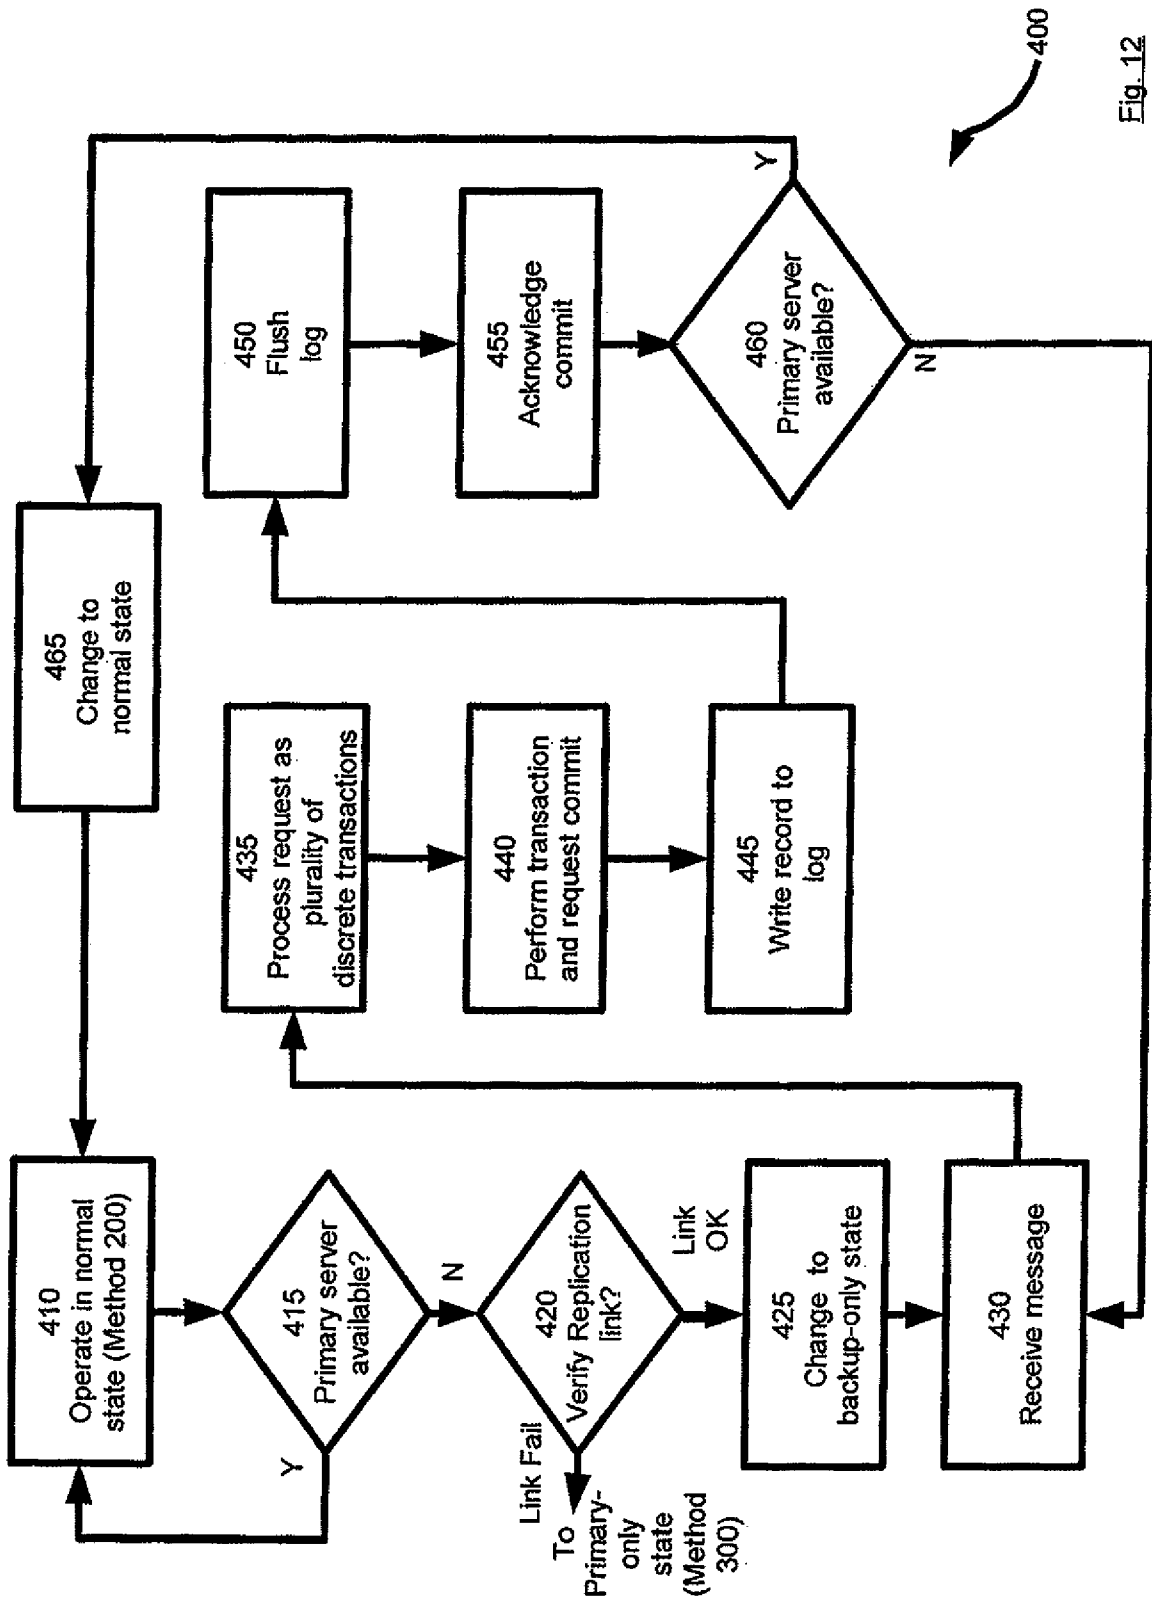 410
Operate in normal
state (Method 200)
Y
415
Primary server
available?
N
420
Verify Replication
link?
Link Fail
To
Primary-
only
state
(Method
300)
Link
OK
425
Change to
backup-only state
430
Receive message
435
Process request as
plurality of
discrete transactions
440
Perform transaction
and request commit
445
Write record to
log
450
Flush
log
455
Acknowledge
commit
460
Primary server
available?
Y
N
465
Change to
normal state
400
Fig. 12